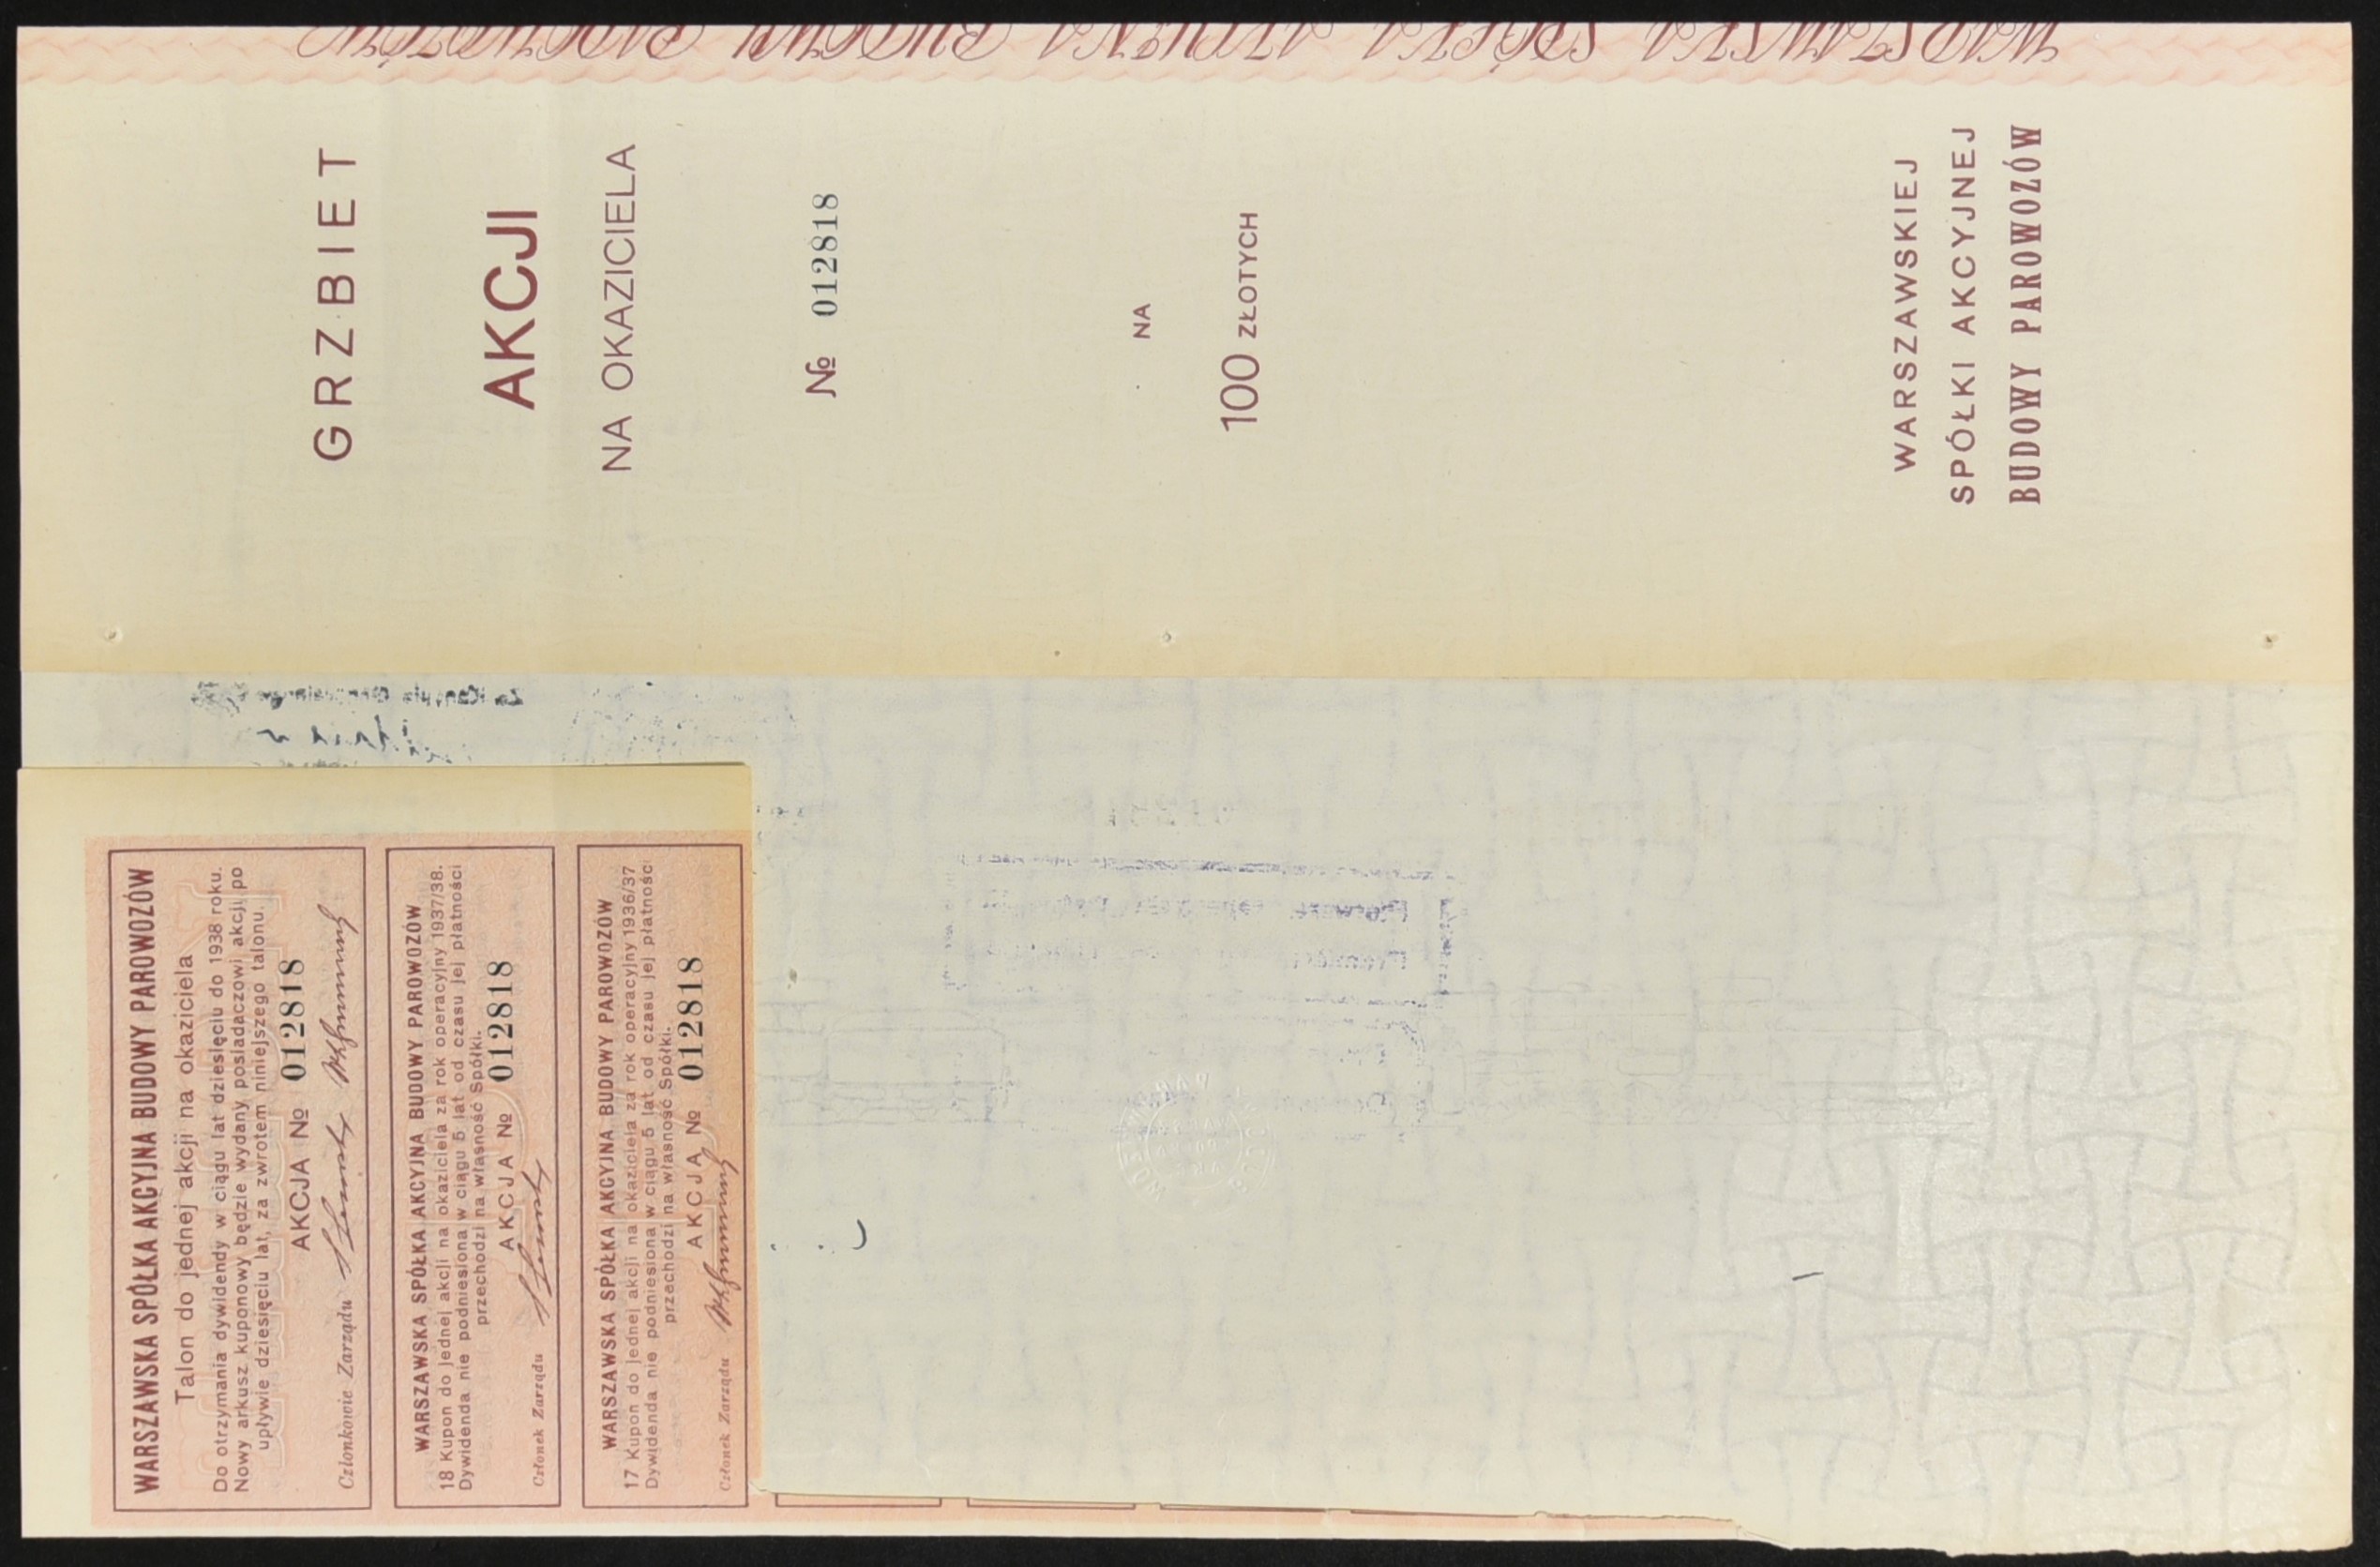 WARSZAWSKA SPÓŁKA AKCYJNA BUDOWY PAROWOZÓW
GRZBIET
AKCJI
NA OKAZICIELA
№ 012818
NA
100 ZŁOTYCH
WARSZAWSKIEJ
SPÓŁKI AKCYJNEJ
BUDOWY PAROWOZÓW
WARSZAWSKA SPÓŁKA AKCYJNA BUDOWY PAROWOZÓW
Talon do jednej akcji na okaziciela
Do otrzymania dywidendy w ciągu lat dziesięciu do 1938 roku.
Nowy arkusz kuponowy będzie wydany posiadaczowi akcji po
upływie dziesięciu lat, za zwrotem niniejszego talonu.
AKCJA № 012818
Członkowie Zarządu
WARSZAWSKA SPÓŁKA AKCYJNA BUDOWY PAROWOZÓW
18 Kupon do jednej akcji na okaziciela za rok operacyjny 1937/38.
Dywidenda nie podniesiona w ciągu 5 lat od czasu jej płatności
przechodzi na własność Spółki.
AKCJA № 012818
Członek Zarządu
WARSZAWSKA SPÓŁKA AKCYJNA BUDOWY PAROWOZÓW
17 Kupon do jednej akcji na okaziciela za rok operacyjny 1936/37
Dywidenda nie podniesiona w ciągu 5 lat od czasu jej płatności
przechodzi na własność Spółki.
AKCJA № 012818
Członek Zarządu